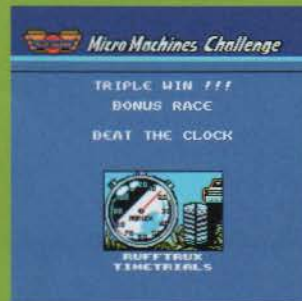 Micro Machines Challenge
TRIPLE WIN !!!
BONUS RACE
BEAT THE CLOCK
RUFFTRUX
TIMETRIALS